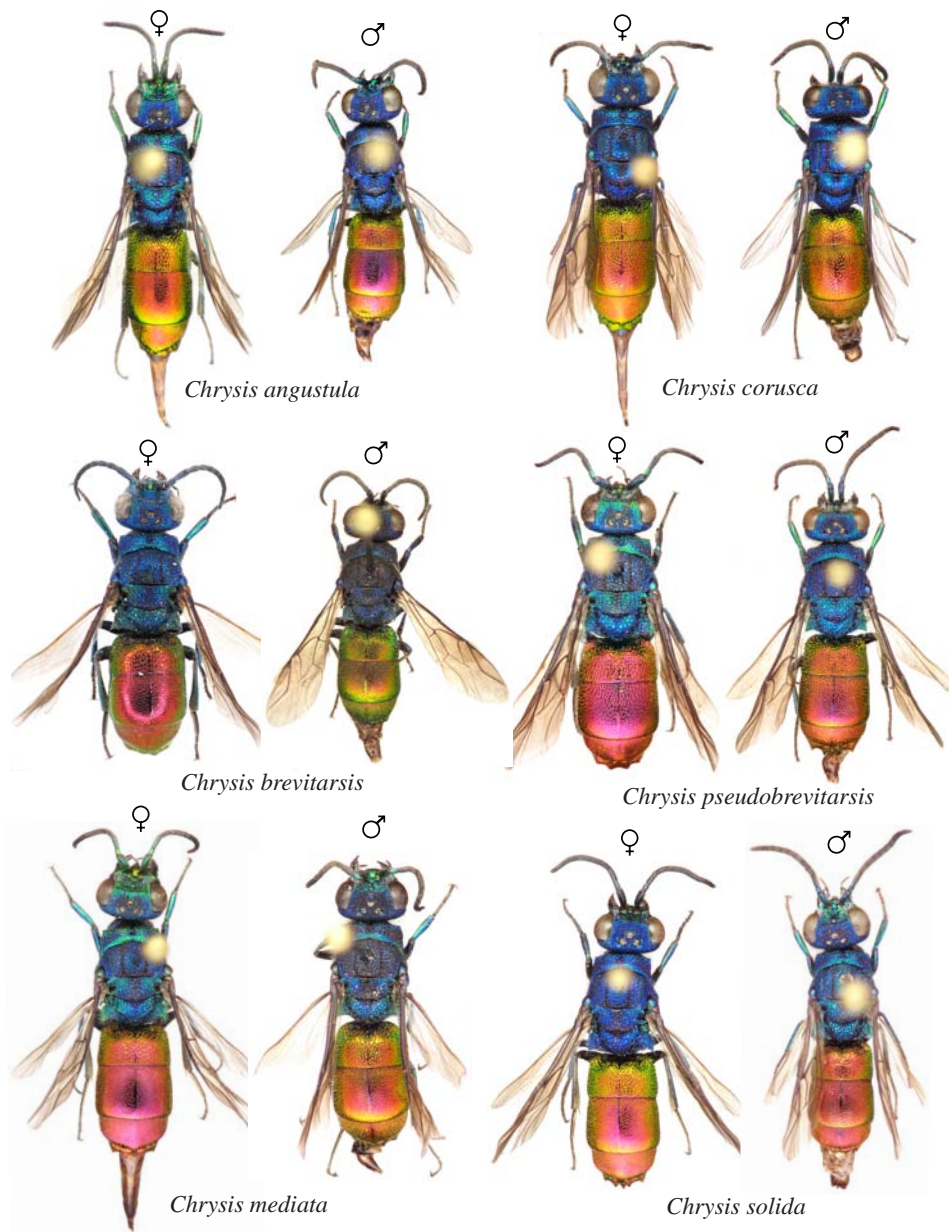 ♀ ♂ ♀ ♂
Chrysis angustula
Chrysis corusca
♀ ♂ ♀ ♂
Chrysis brevitarsis
Chrysis pseudobrevitarsis
♀ ♂ ♀ ♂
Chrysis mediata
Chrysis solida